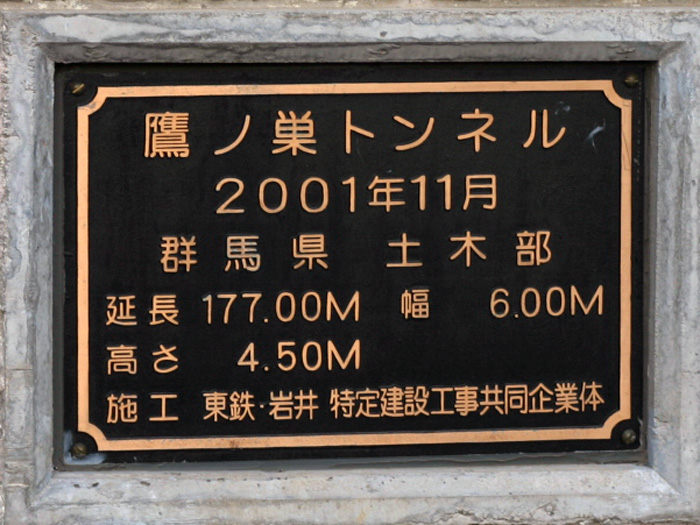 鷹ノ巣トンネル
2001年11月
群馬県 土木部
延長 177.00M 幅 6.00M
高さ 4.50M
施工 東鉄・岩井 特定建設工事共同企業体